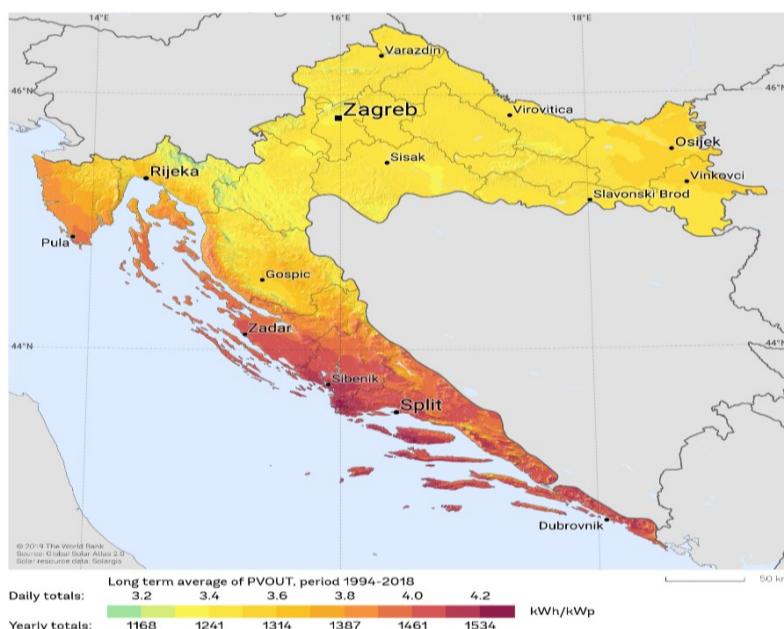 14°E 16°E 18°E
Varazdin
46°N 46°N
Zagreb
Virovitica
Osijek
Sisak
Rijeka
Vinkovci
Slavonski Brod
Pula
Gospic
Zadar
44°N 44°N
Sibenik
Split
Dubrovnik
© 2019 The World Bank
Source: Global Solar Atlas 2.0
Solar resource data: Solargis
50 km
Long term average of PVOUT, period 1994-2018
Daily totals: 3.2 3.4 3.6 3.8 4.0 4.2
kWh/kWp
Yearly totals: 1168 1241 1314 1387 1461 1534